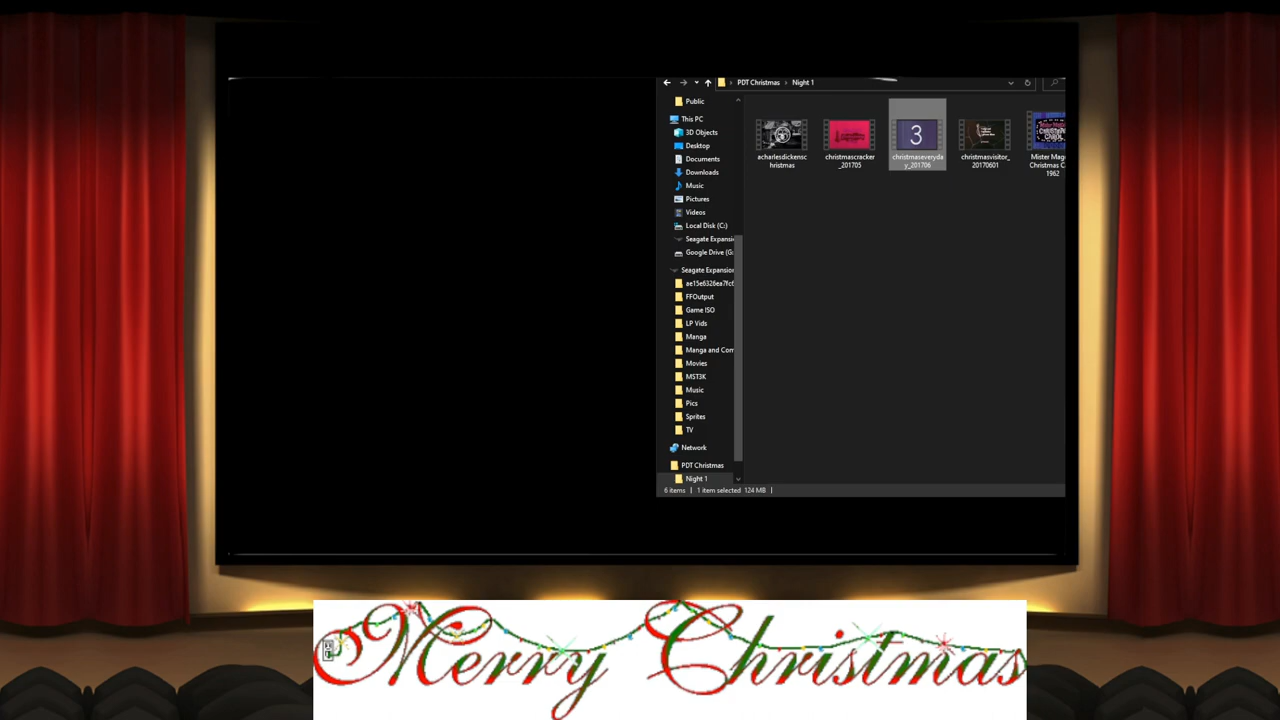 PDT Christmas > Night 1
Public
This PC
3D Objects
Desktop
Documents
Downloads
Music
Pictures
Videos
Local Disk (C:)
Seagate Expansi
Google Drive (G:
Seagate Expansion
ae15e6326ea7fc6
FFOutput
Game ISO
LP Vids
Manga
Manga and Com
Movies
MST3K
Music
Pics
Sprites
TV
Network
PDT Christmas
Night 1
acharlesdickensc
hristmas
christmascracker
_201705
3
christmaseveryda
y_201706
christmasvisitor_
20170601
Mister Mago
Christmas C
1962
6 items | 1 item selected 124 MB |
Merry Christmas